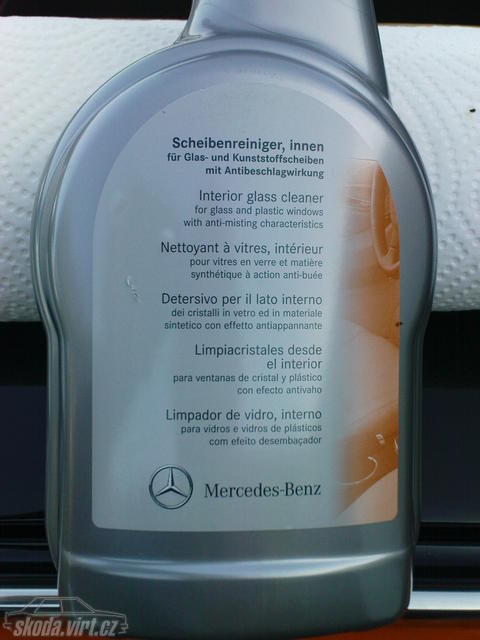 Scheibenreiniger, innen
für Glas- und Kunststoffscheiben
mit Antibeschlagwirkung
Interior glass cleaner
for glass and plastic windows
with anti-misting characteristics
Nettoyant à vitres, intérieur
pour vitres en verre et matière
synthétique à action anti-buée
Detersivo per il lato interno
dei cristalli in vetro ed in materiale
sintetico con effetto antiappannante
Limpiacristales desde
el interior
para ventanas de cristal y plástico
con efecto antivaho
Limpador de vidro, interno
para vidros e vidros de plásticos
com efeito desembaçador
Mercedes-Benz
skoda.virt.cz